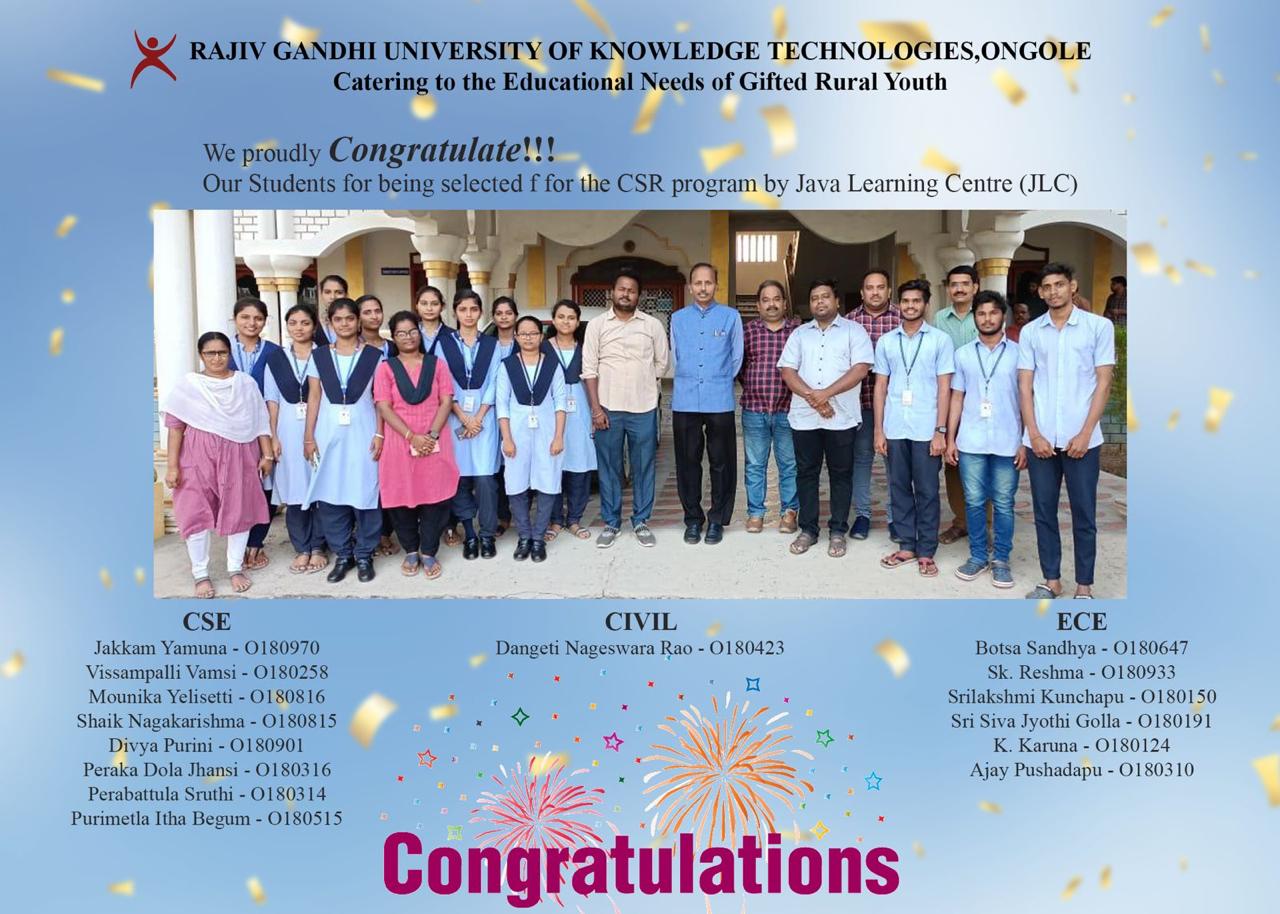 RAJIV GANDHI UNIVERSITY OF KNOWLEDGE TECHNOLOGIES,ONGOLE
Catering to the Educational Needs of Gifted Rural Youth
We proudly Congratulate!!!
Our Students for being selected f for the CSR program by Java Learning Centre (JLC)
CSE
Jakkam Yamuna - O180970
Vissampalli Vamsi - O180258
Mounika Yelisetti - O180816
Shaik Nagakarishma - O180815
Divya Purini - O180901
Peraka Dola Jhansi - O180316
Perabattula Sruthi - O180314
Purimetla Itha Begum - O180515
CIVIL
Dangeti Nageswara Rao - O180423
ECE
Botsa Sandhya - O180647
Sk. Reshma - O180933
Srilakshmi Kunchapu - O180150
Sri Siva Jyothi Golla - O180191
K. Karuna - O180124
Ajay Pushadapu - O180310
Congratulations